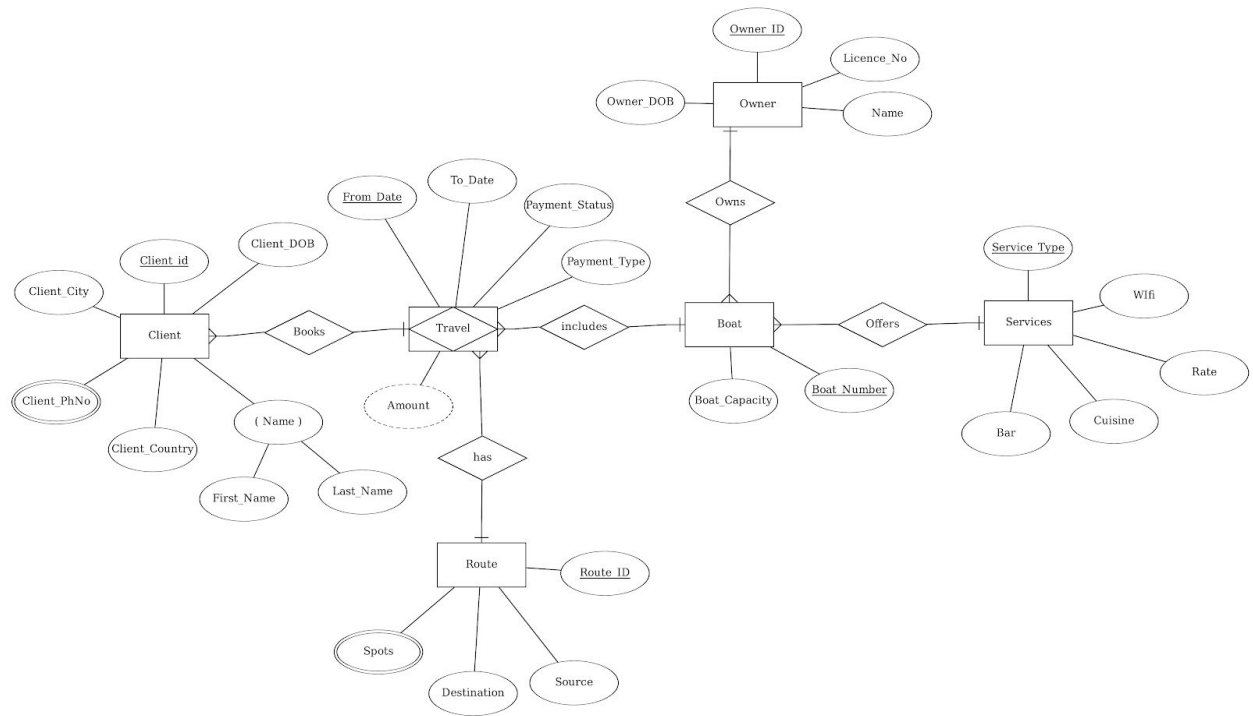 Owner_ID
Licence_No
Owner_DOB
Owner
Name
To_Date
From_Date
Payment_Status
Owns
Client_DOB
Service_Type
Client_id
Payment_Type
Client_City
WIfi
Client
Books
Travel
includes
Boat
Offers
Services
Rate
Boat_Number
Client_PhNo
Amount
Boat_Capacity
( Name )
Cuisine
Bar
Client_Country
has
First_Name
Last_Name
Route
Route_ID
Spots
Destination
Source